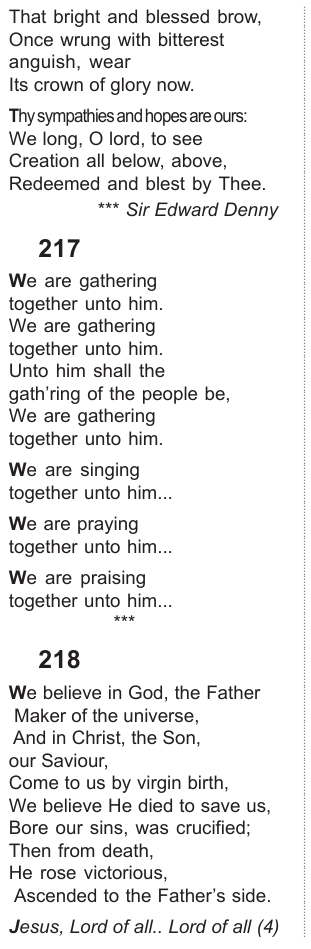 That bright and blessed brow,
Once wrung with bitterest
anguish, wear
Its crown of glory now.
Thy sympathies and hopes are ours:
We long, O lord, to see
Creation all below, above,
Redeemed and blest by Thee.
*** Sir Edward Denny
217
We are gathering
together unto him.
We are gathering
together unto him.
Unto him shall the
gath'ring of the people be,
We are gathering
together unto him.
We are singing
together unto him...
We are praying
together unto him...
We are praising
together unto him...
***
218
We believe in God, the Father
Maker of the universe,
And in Christ, the Son,
our Saviour,
Come to us by virgin birth,
We believe He died to save us,
Bore our sins, was crucified;
Then from death,
He rose victorious,
Ascended to the Father's side.
Jesus, Lord of all.. Lord of all (4)